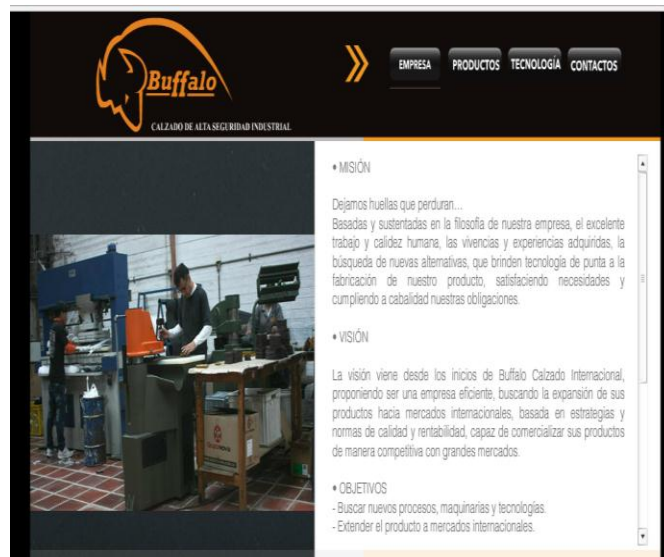 Buffalo
CALZADO DE ALTA SEGURIDAD INDUSTRIAL
EMPRESA PRODUCTOS TECNOLOGÍA CONTACTOS
• MISIÓN
Dejamos huellas que perduran...
Basadas y sustentadas en la filosofía de nuestra empresa, el excelente
trabajo y calidez humana, las vivencias y experiencias adquiridas, la
búsqueda de nuevas alternativas, que brinden tecnología de punta a la
fabricación de nuestro producto, satisfaciendo necesidades y
cumpliendo a cabalidad nuestras obligaciones.
• VISIÓN
La visión viene desde los inicios de Buffalo Calzado Internacional,
proponiendo ser una empresa eficiente, buscando la expansión de sus
productos hacia mercados internacionales, basada en estrategias y
normas de calidad y rentabilidad, capaz de comercializar sus productos
de manera competitiva con grandes mercados.
• OBJETIVOS
- Buscar nuevos procesos, maquinarias y tecnologías.
- Extender el producto a mercados internacionales.